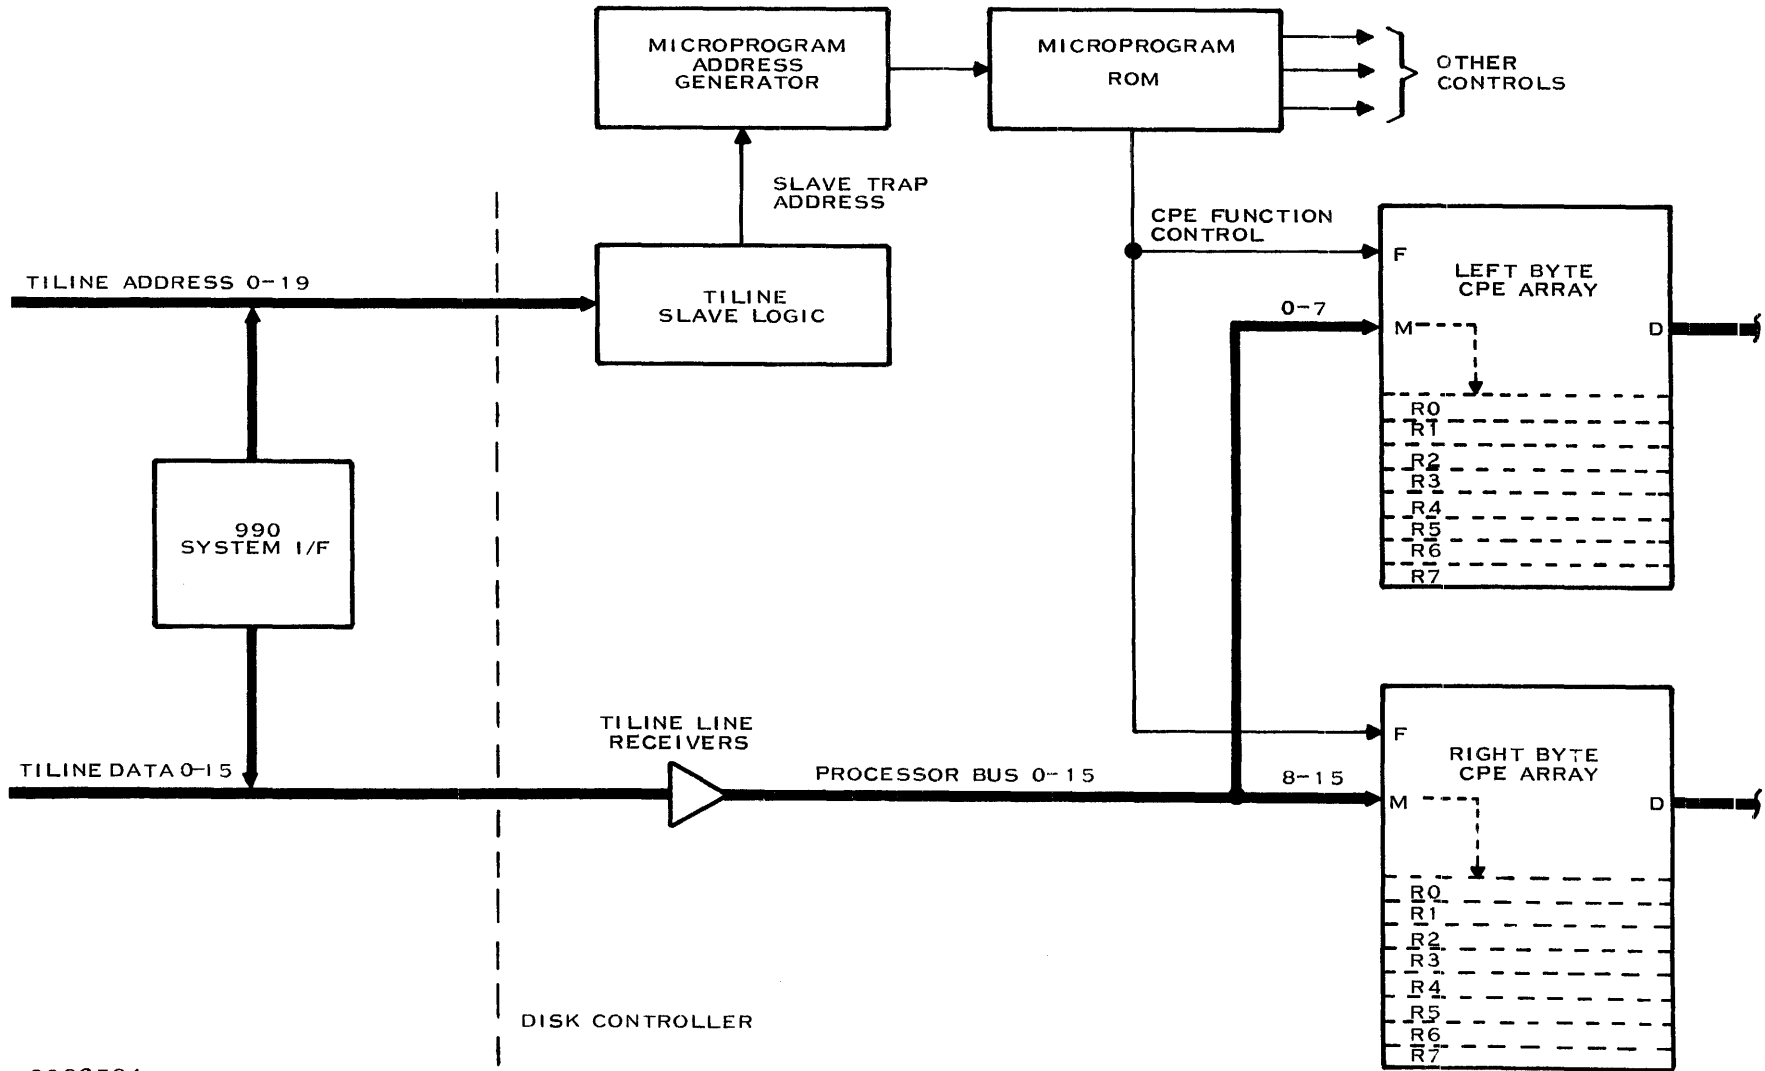 MICROPROGRAM
ADDRESS
GENERATOR
MICROPROGRAM
ROM
OTHER
CONTROLS
SLAVE TRAP
ADDRESS
CPE FUNCTION
CONTROL
F
LEFT BYTE
CPE ARRAY
TILINE ADDRESS 0-19
TILINE
SLAVE LOGIC
0-7
M
D
R0
R1
R2
R3
R4
R5
R6
R7
990
SYSTEM I/F
TILINE LINE
RECEIVERS
F
RIGHT BYTE
CPE ARRAY
TILINE DATA 0-15
PROCESSOR BUS 0-15
8-15
M
D
R0
R1
R2
R3
R4
R5
R6
R7
DISK CONTROLLER